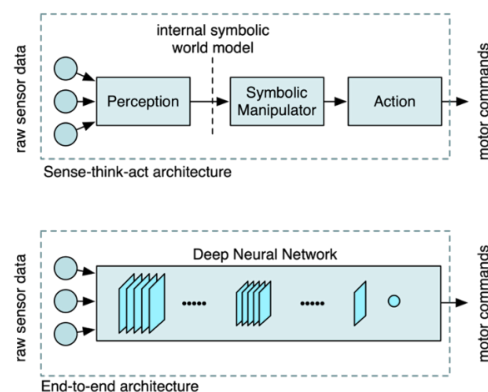 internal symbolic
world model
raw sensor data
Perception
Symbolic
Manipulator
Action
motor commands
Sense-think-act architecture
Deep Neural Network
raw sensor data
motor commands
End-to-end architecture